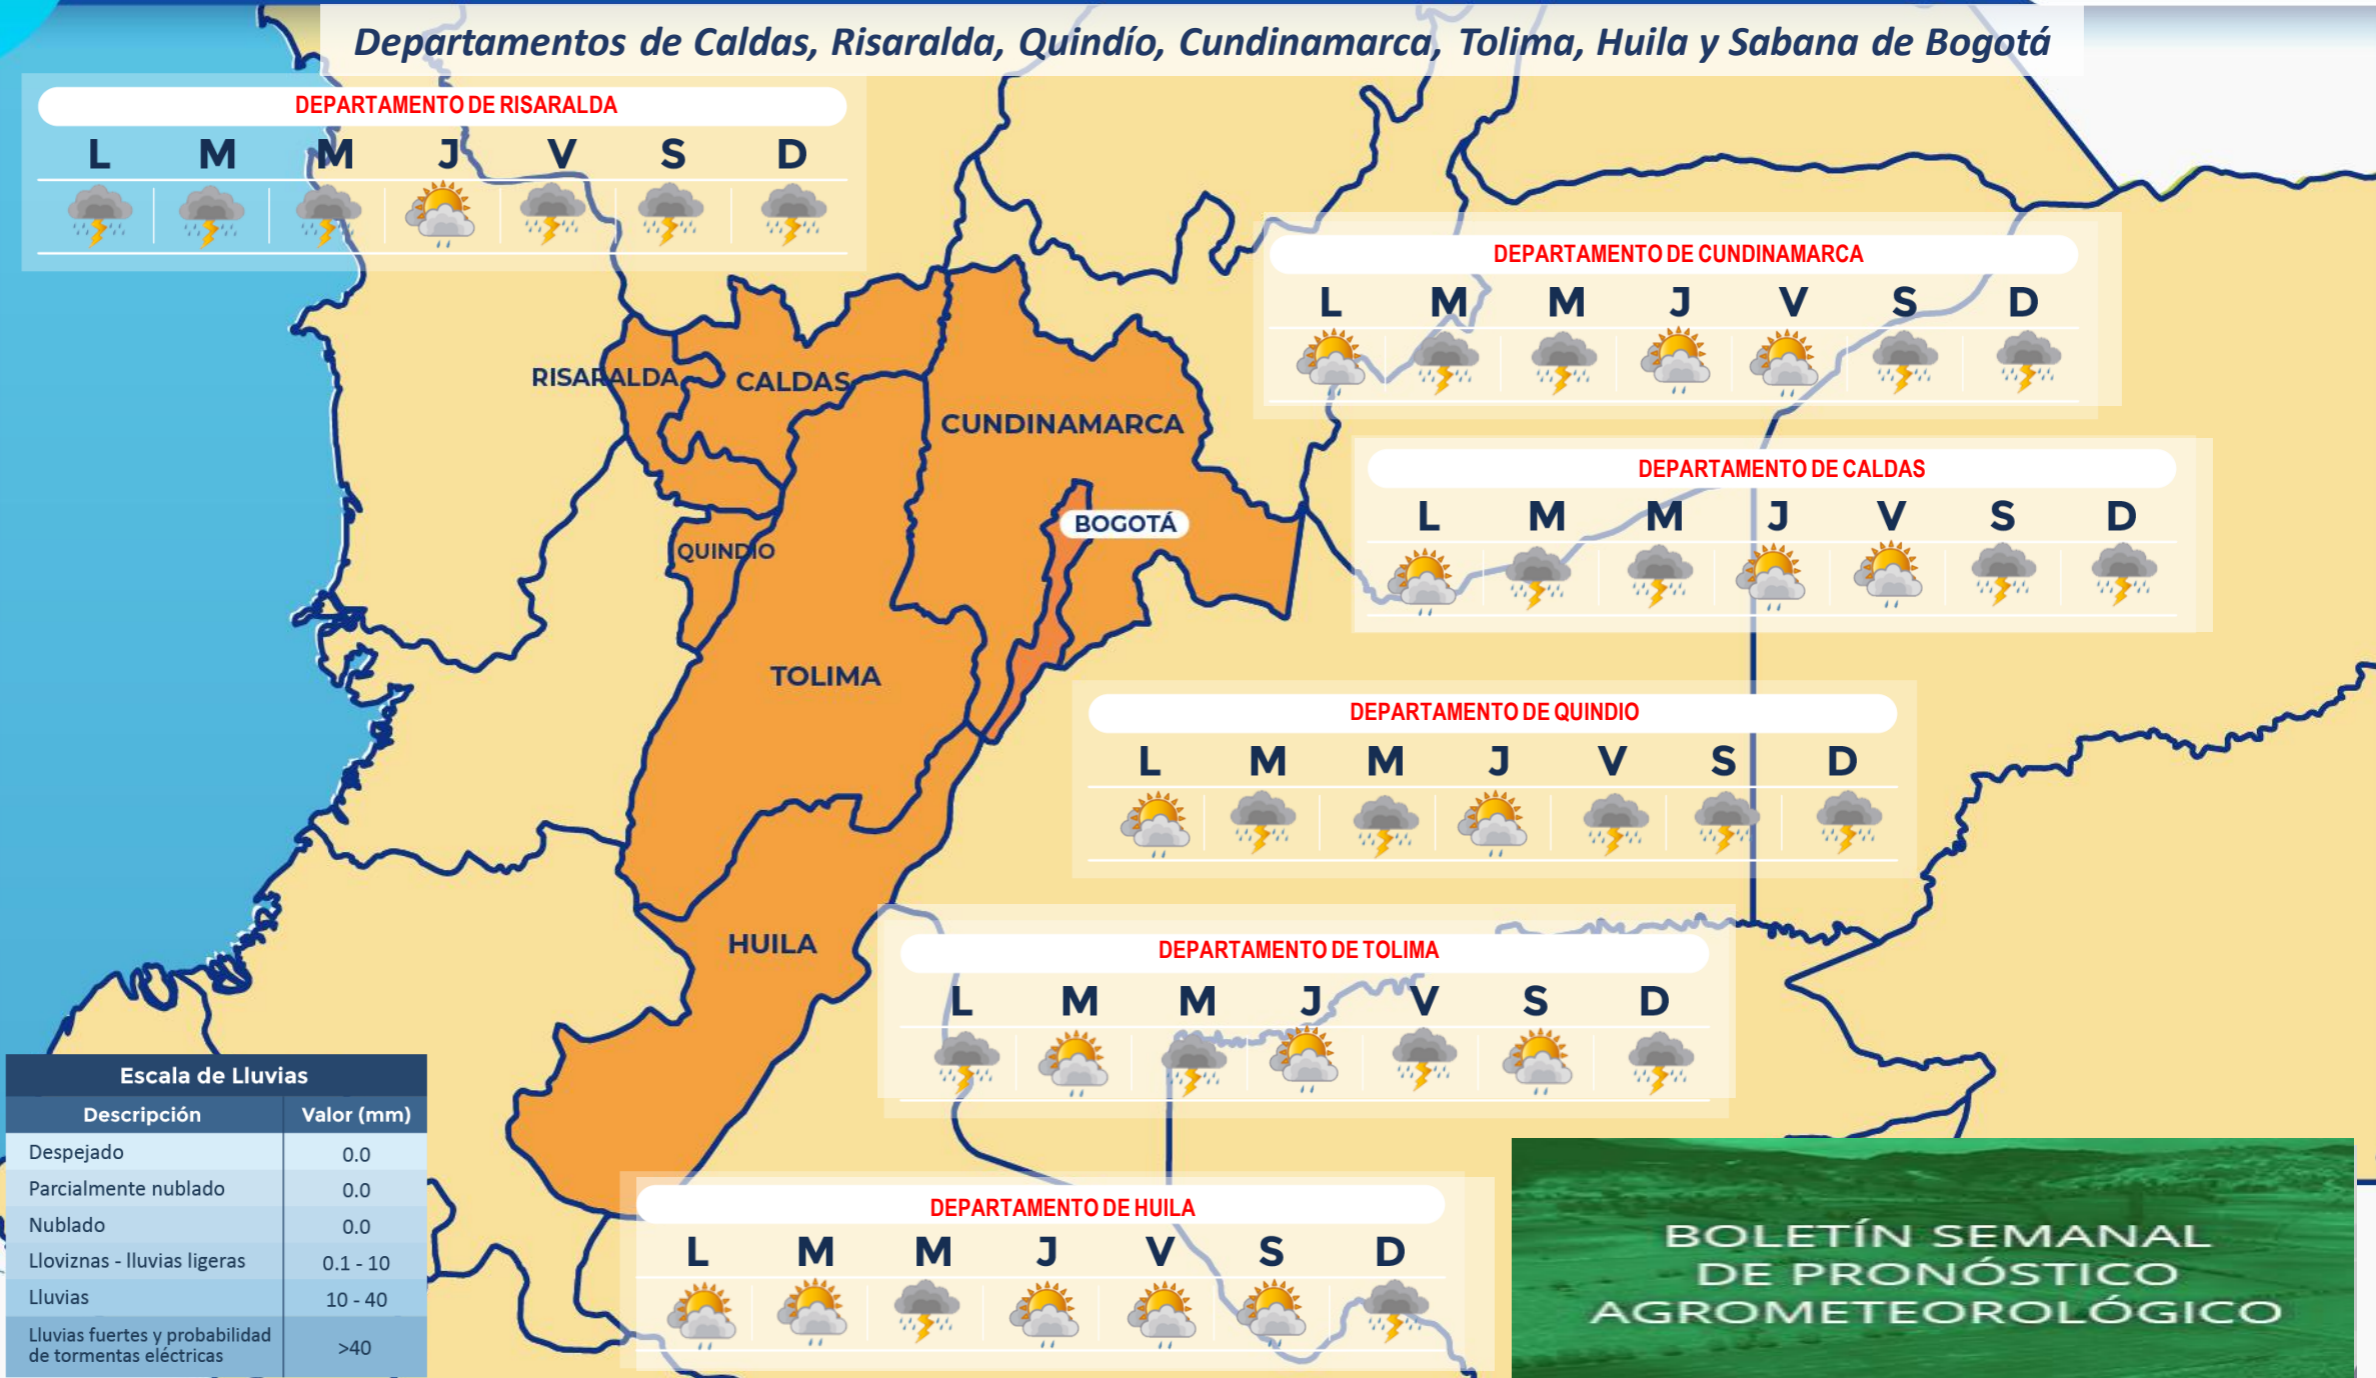 Departamentos de Caldas, Risaralda, Quindío, Cundinamarca, Tolima, Huila y Sabana de Bogotá
DEPARTAMENTO DE RISARALDA
L M M J V S D
DEPARTAMENTO DE CUNDINAMARCA
L M M J V S D
RISARALDA
CALDAS
CUNDINAMARCA
DEPARTAMENTO DE CALDAS
L M M J V S D
BOGOTÁ
QUINDIO
TOLIMA
DEPARTAMENTO DE QUINDIO
L M M J V S D
HUILA
DEPARTAMENTO DE TOLIMA
L M M J V S D
Escala de Lluvias
Descripción Valor (mm)
Despejado 0.0
Parcialmente nublado 0.0
Nublado 0.0
Lloviznas - lluvias ligeras 0.1 - 10
Lluvias 10 - 40
Lluvias fuertes y probabilidad
de tormentas eléctricas >40
DEPARTAMENTO DE HUILA
L M M J V S D
BOLETÍN SEMANAL
DE PRONÓSTICO
AGROMETEOROLÓGICO